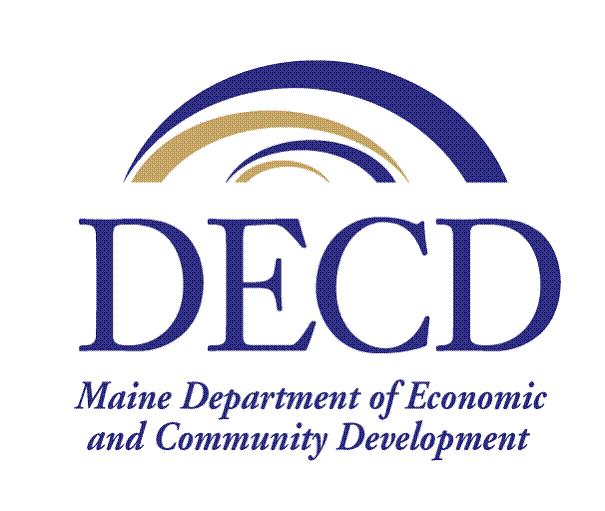 DECD
Maine Department of Economic
and Community Development